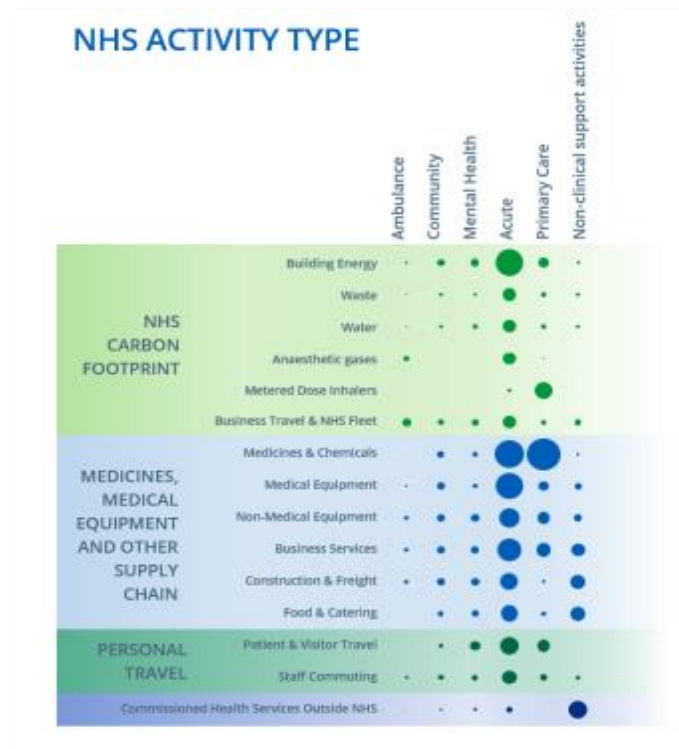 NHS ACTIVITY TYPE
Ambulance
Community
Mental Health
Acute
Primary Care
Non-clinical support activities
NHS
CARBON
FOOTPRINT
Building Energy
Waste
Water
Anaesthetic gases
Metered Dose Inhalers
Business Travel & NHS Fleet
MEDICINES,
MEDICAL
EQUIPMENT
AND OTHER
SUPPLY
CHAIN
Medicines & Chemicals
Medical Equipment
Non-Medical Equipment
Business Services
Construction & Freight
Food & Catering
PERSONAL
TRAVEL
Patient & Visitor Travel
Staff Commuting
Commissioned Health Services Outside NHS